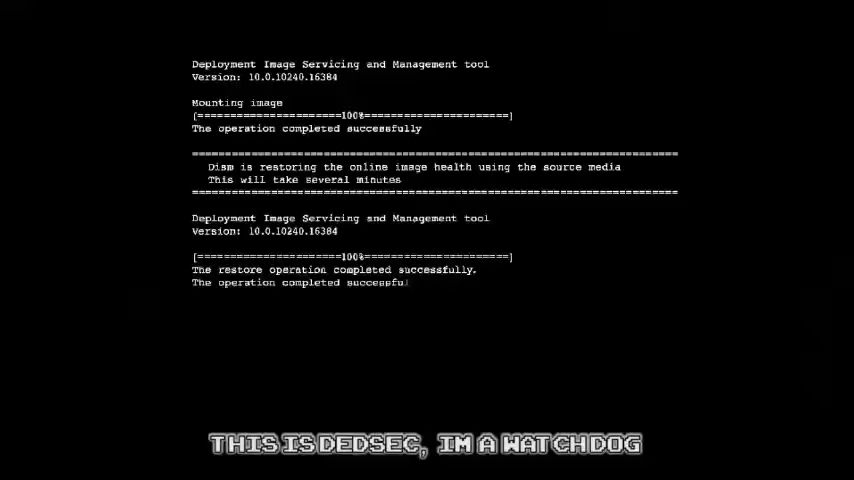 Deployment Image Servicing and Management tool
Version: 10.0.10240.16384
Mounting image
[======================100%======================]
The operation completed successfully
=============================================================
Dism is restoring the online image health using the source media
This will take several minutes
=============================================================
Deployment Image Servicing and Management tool
Version: 10.0.10240.16384
[======================100%======================]
The restore operation completed successfully.
The operation completed successful
THIS IS DEDSEC, IM A WATCHDOG